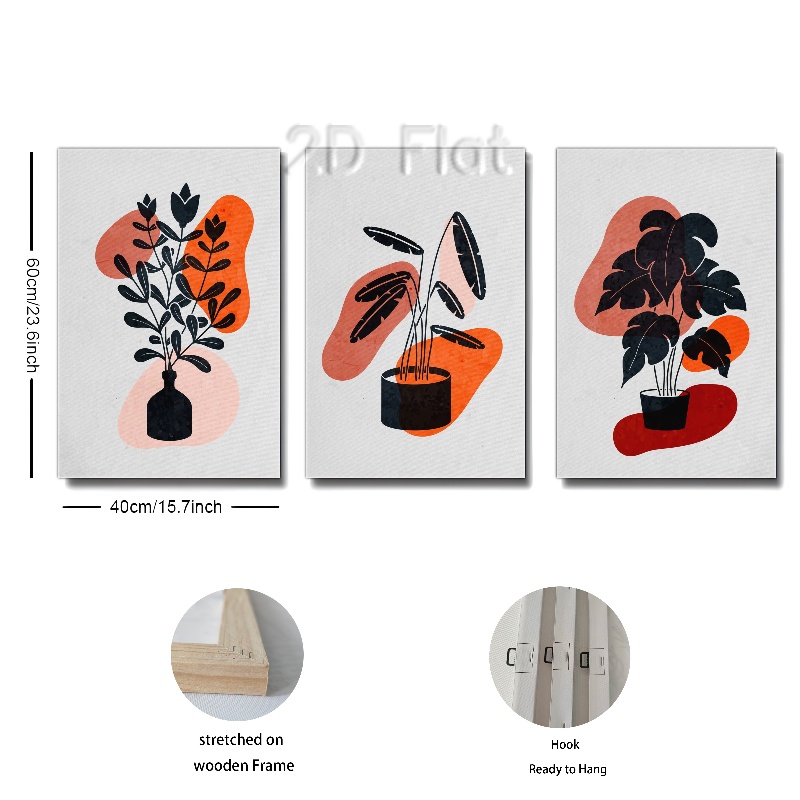 2D Flat
60cm/23.6inch
40cm/15.7inch
stretched on
wooden Frame
Hook
Ready to Hang